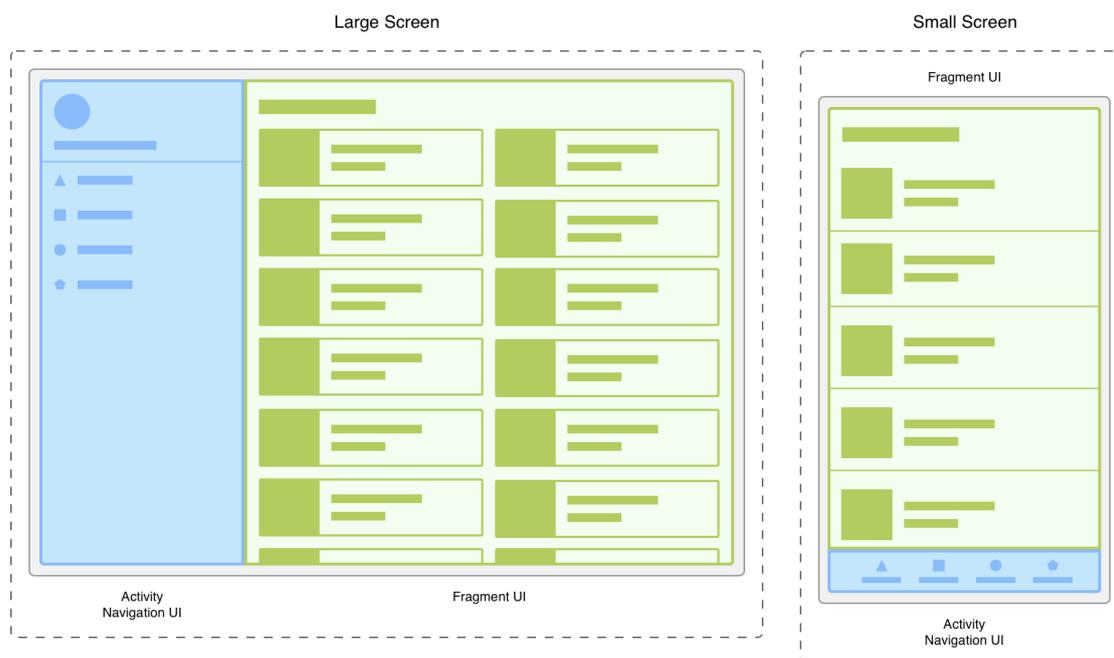 Large Screen
Small Screen
Fragment UI
Activity
Navigation UI
Fragment UI
Activity
Navigation UI